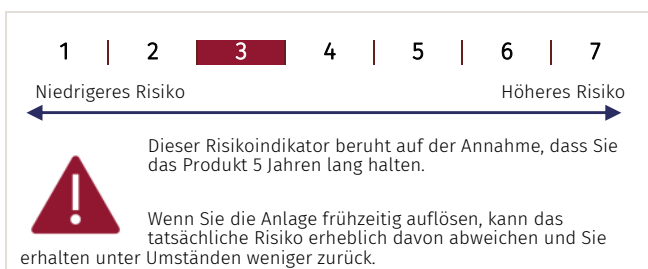 1 2 3 4 5 6 7
Niedrigeres Risiko Höheres Risiko
Dieser Risikoindikator beruht auf der Annahme, dass Sie
das Produkt 5 Jahren lang halten.
Wenn Sie die Anlage frühzeitig auflösen, kann das
tatsächliche Risiko erheblich davon abweichen und Sie
erhalten unter Umständen weniger zurück.